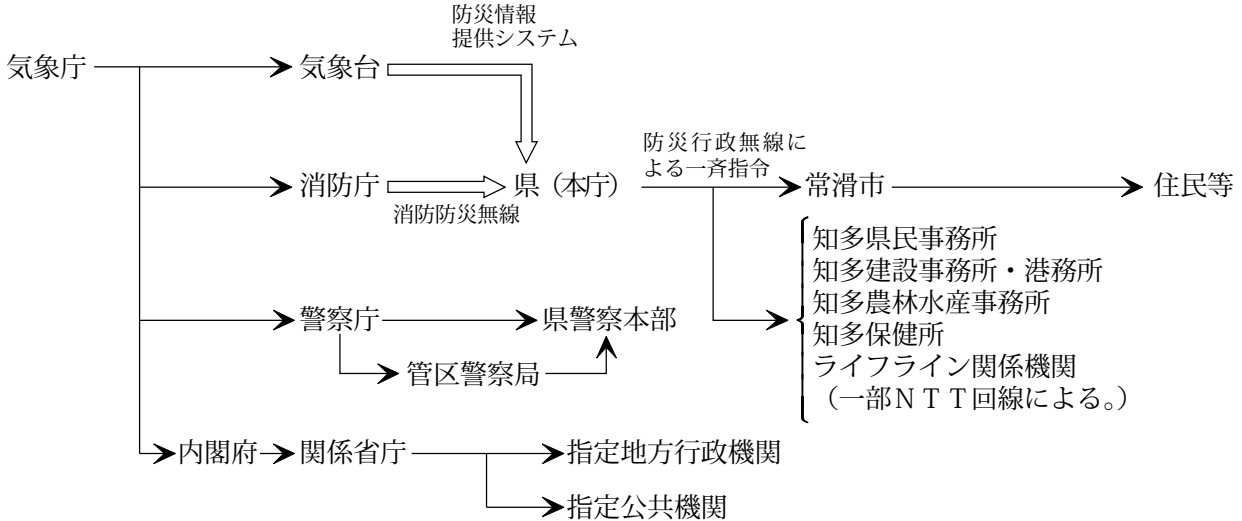 防災情報
提供システム
気象庁
気象台
防災行政無線に
よる一斉指令
消防庁
県（本庁）
常滑市
住民等
消防防災無線
知多県民事務所
知多建設事務所・港務所
知多農林水産事務所
知多保健所
ライフライン関係機関
（一部ＮＴＴ回線による。）
警察庁
県警察本部
管区警察局
内閣府
関係省庁
指定地方行政機関
指定公共機関